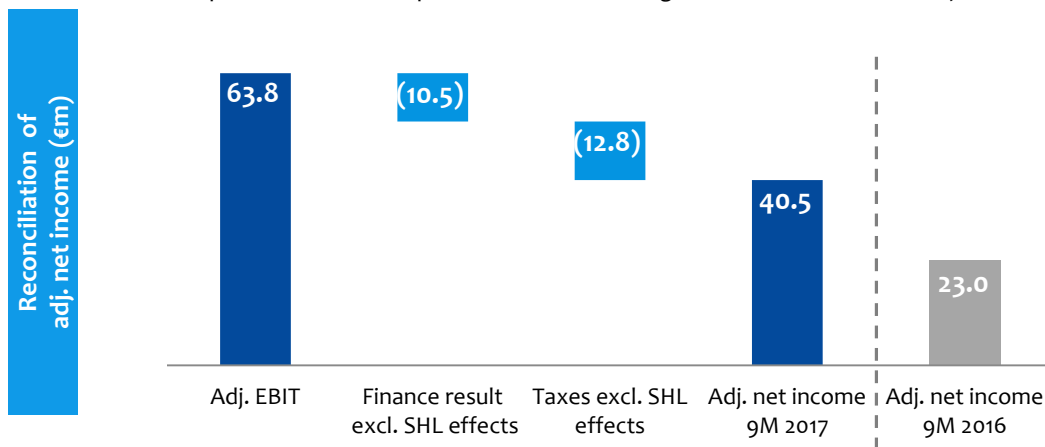 Reconciliation of
adj. net income (€m)
63.8
(10.5)
(12.8)
40.5
23.0
Adj. EBIT
Finance result
excl. SHL effects
Taxes excl. SHL
effects
Adj. net income
9M 2017
Adj. net income
9M 2016